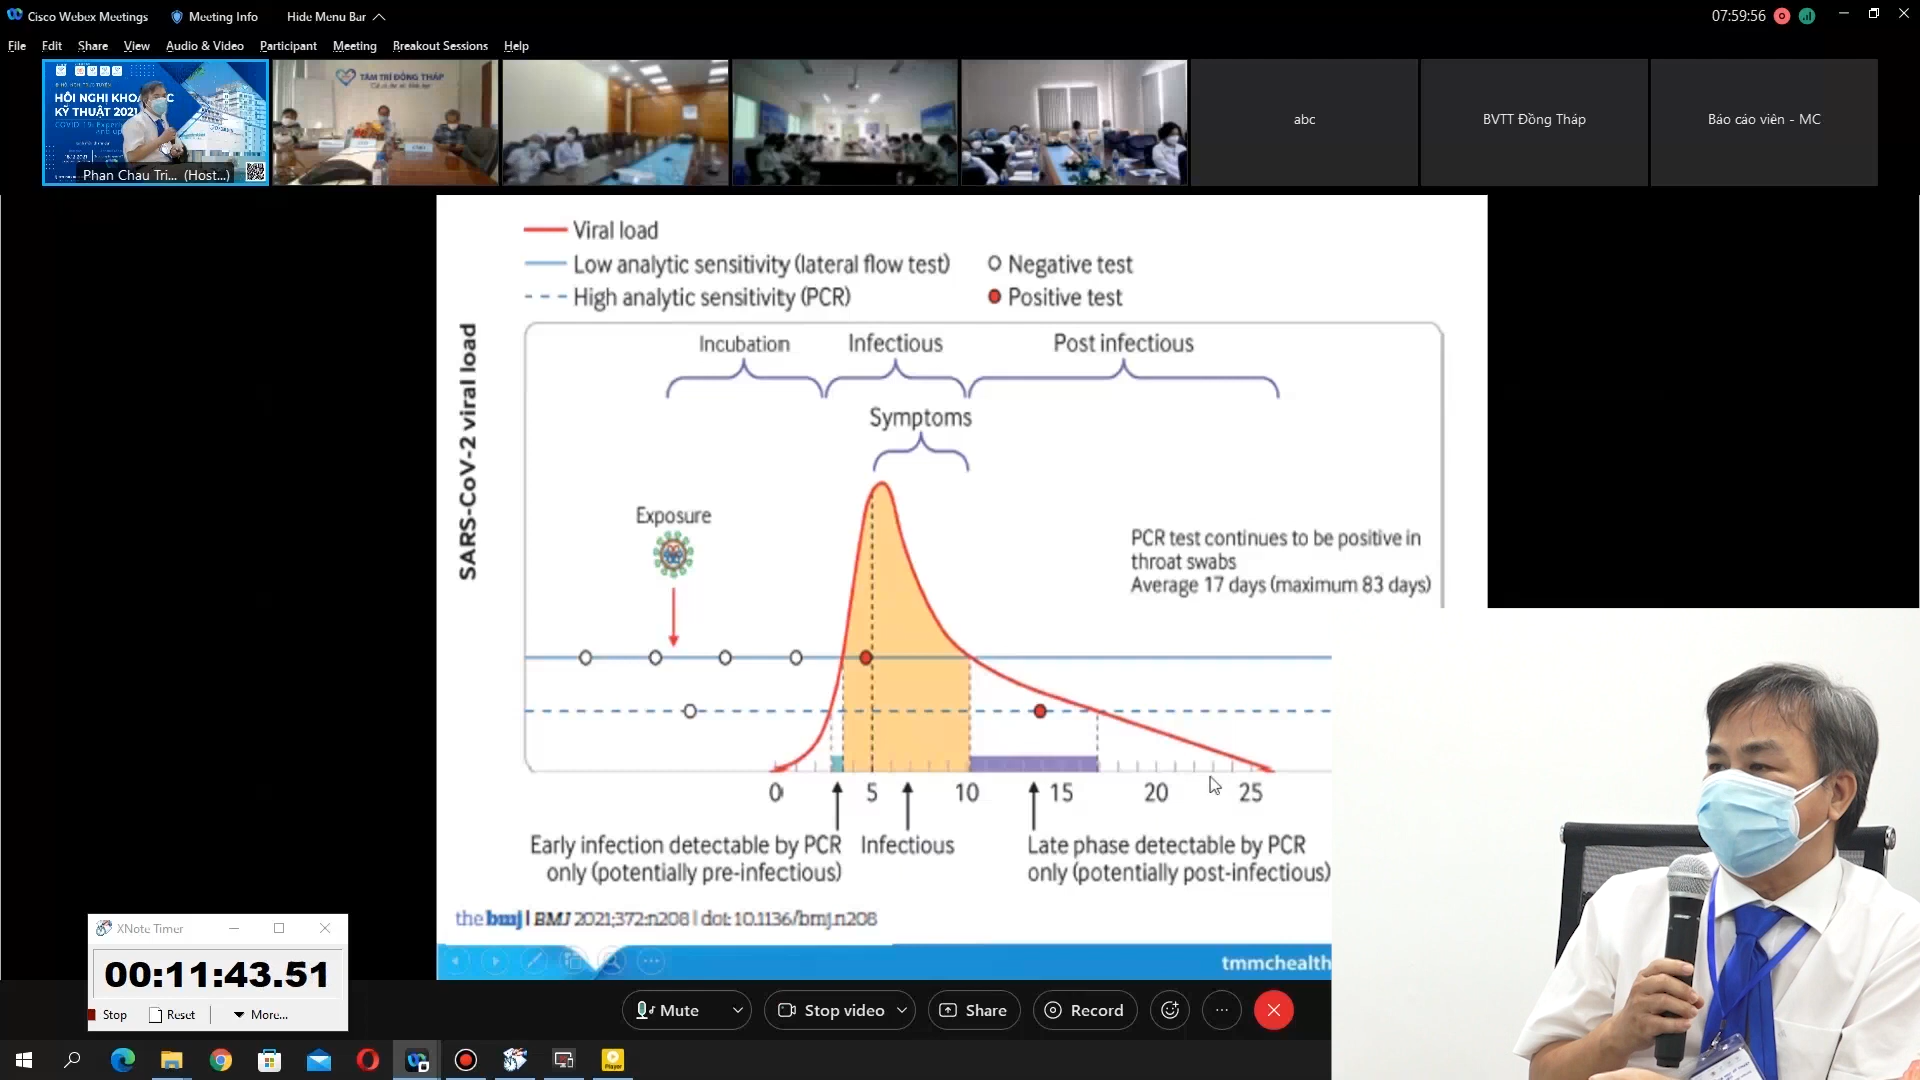 Cisco Webex Meetings
Meeting Info
Hide Menu Bar
07:59:56
File Edit Share View Audio & Video Participant Meeting Breakout Sessions Help
KỸ THUẬT 2021
Phan Chau Tri... (Host...)
TÂM TRÍ ĐỒNG THÁP
abc
BVTT Đồng Tháp
Báo cáo viên - MC
Viral load
Low analytic sensitivity (lateral flow test)
Negative test
High analytic sensitivity (PCR)
Positive test
SARS-CoV-2 viral load
Incubation
Infectious
Post infectious
Symptoms
Exposure
PCR test continues to be positive in
throat swabs
Average 17 days (maximum 83 days)
0 5 10 15 20 25
Early infection detectable by PCR
only (potentially pre-infectious)
Infectious
Late phase detectable by PCR
only (potentially post-infectious)
the bmj | BMJ 2021;372:n208 | doi: 10.1136/bmj.n208
tmmchealth
XNote Timer
00:11:43.51
Stop Reset More...
Mute
Stop video
Share
Record
Player